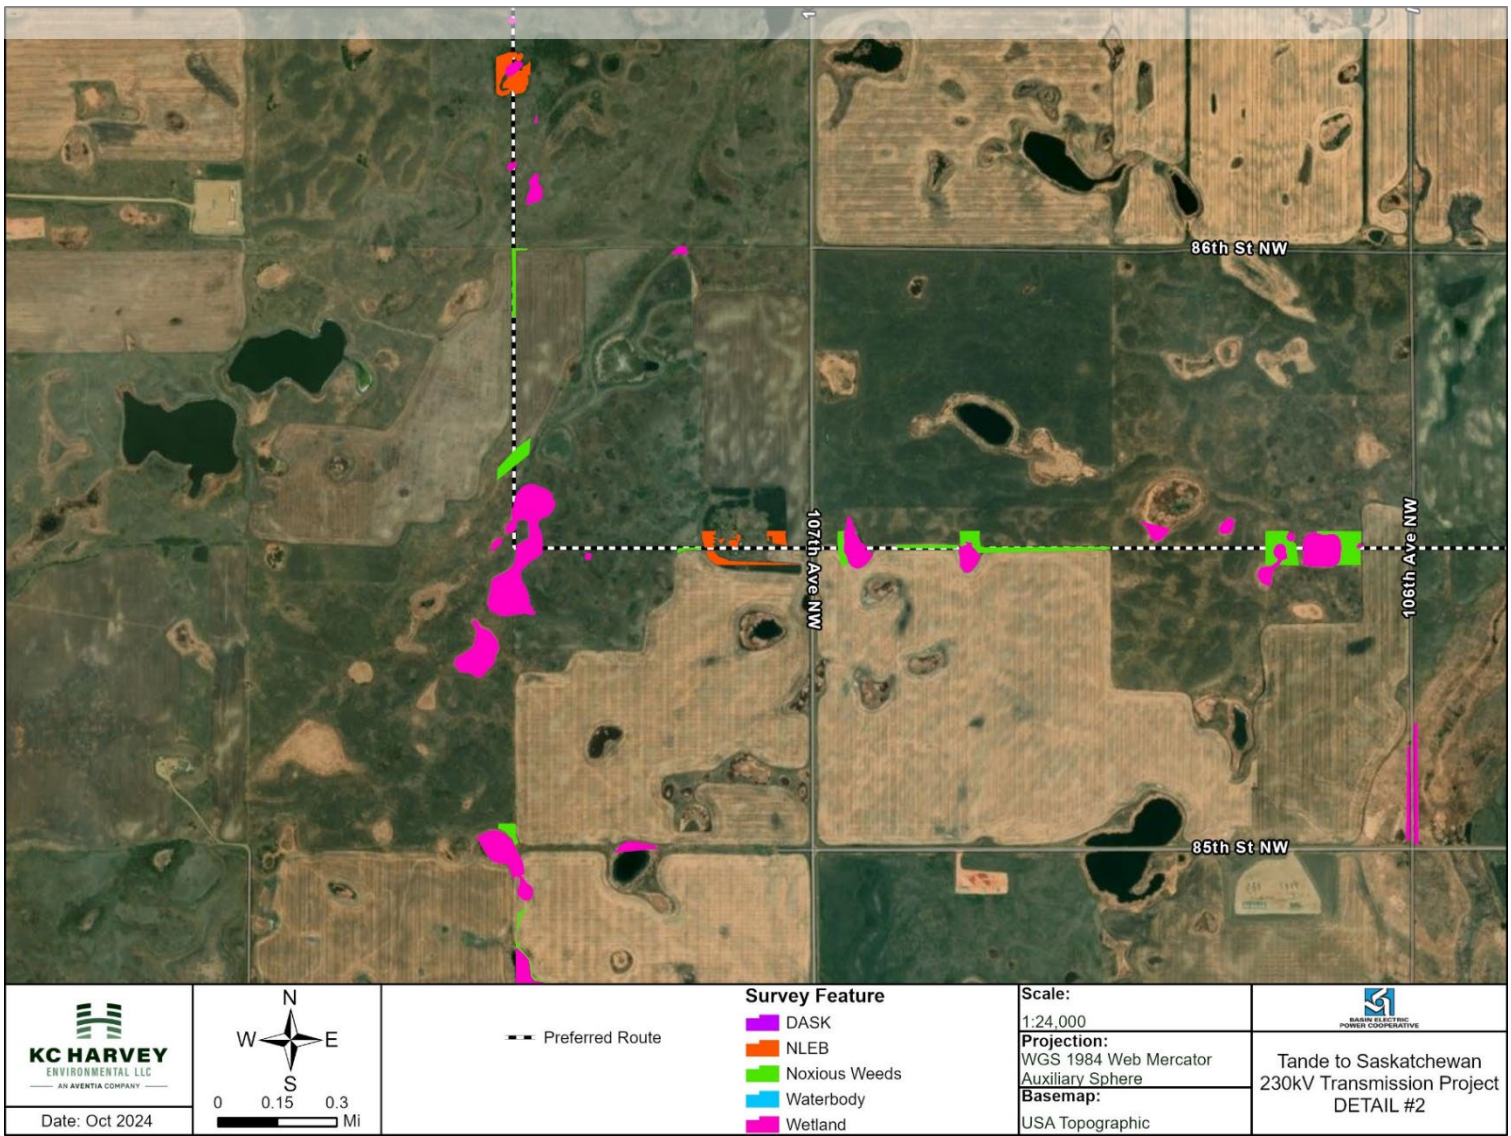 86th St NW
107th Ave NW
106th Ave NW
85th St NW
KC HARVEY
ENVIRONMENTAL LLC
AN AVENTIA COMPANY
Date: Oct 2024
N
W E
S
0 0.15 0.3
Mi
Preferred Route
Survey Feature
DASK
NLEB
Noxious Weeds
Waterbody
Wetland
Scale:
1:24,000
Projection:
WGS 1984 Web Mercator
Auxiliary Sphere
Basemap:
USA Topographic
BASIN ELECTRIC
POWER COOPERATIVE
Tande to Saskatchewan
230kV Transmission Project
DETAIL #2